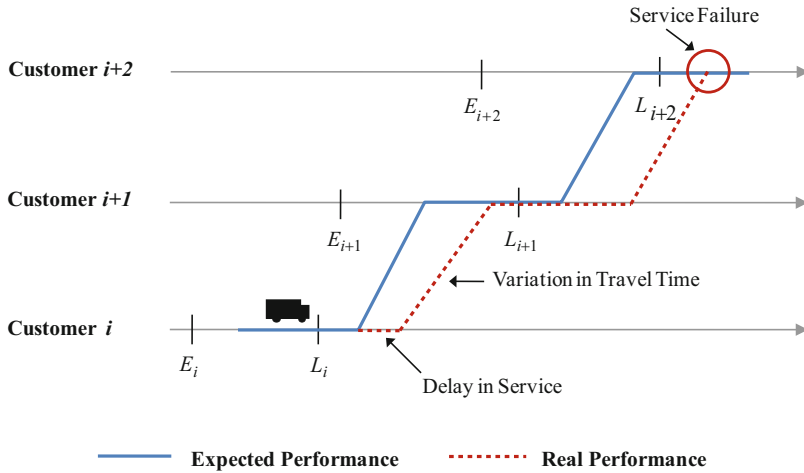 Service Failure
Customer i+2
E_{i+2}
L_{i+2}
Customer i+1
E_{i+1}
L_{i+1}
Variation in Travel Time
Customer i
E_i
L_i
Delay in Service
Expected Performance
Real Performance